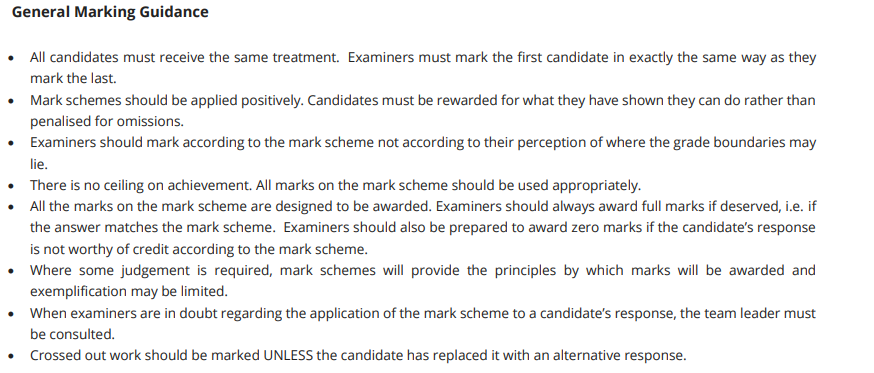 General Marking Guidance
• All candidates must receive the same treatment. Examiners must mark the first candidate in exactly the same way as they
mark the last.
• Mark schemes should be applied positively. Candidates must be rewarded for what they have shown they can do rather than
penalised for omissions.
• Examiners should mark according to the mark scheme not according to their perception of where the grade boundaries may
lie.
• There is no ceiling on achievement. All marks on the mark scheme should be used appropriately.
• All the marks on the mark scheme are designed to be awarded. Examiners should always award full marks if deserved, i.e. if
the answer matches the mark scheme. Examiners should also be prepared to award zero marks if the candidate’s response
is not worthy of credit according to the mark scheme.
• Where some judgement is required, mark schemes will provide the principles by which marks will be awarded and
exemplification may be limited.
• When examiners are in doubt regarding the application of the mark scheme to a candidate’s response, the team leader must
be consulted.
• Crossed out work should be marked UNLESS the candidate has replaced it with an alternative response.